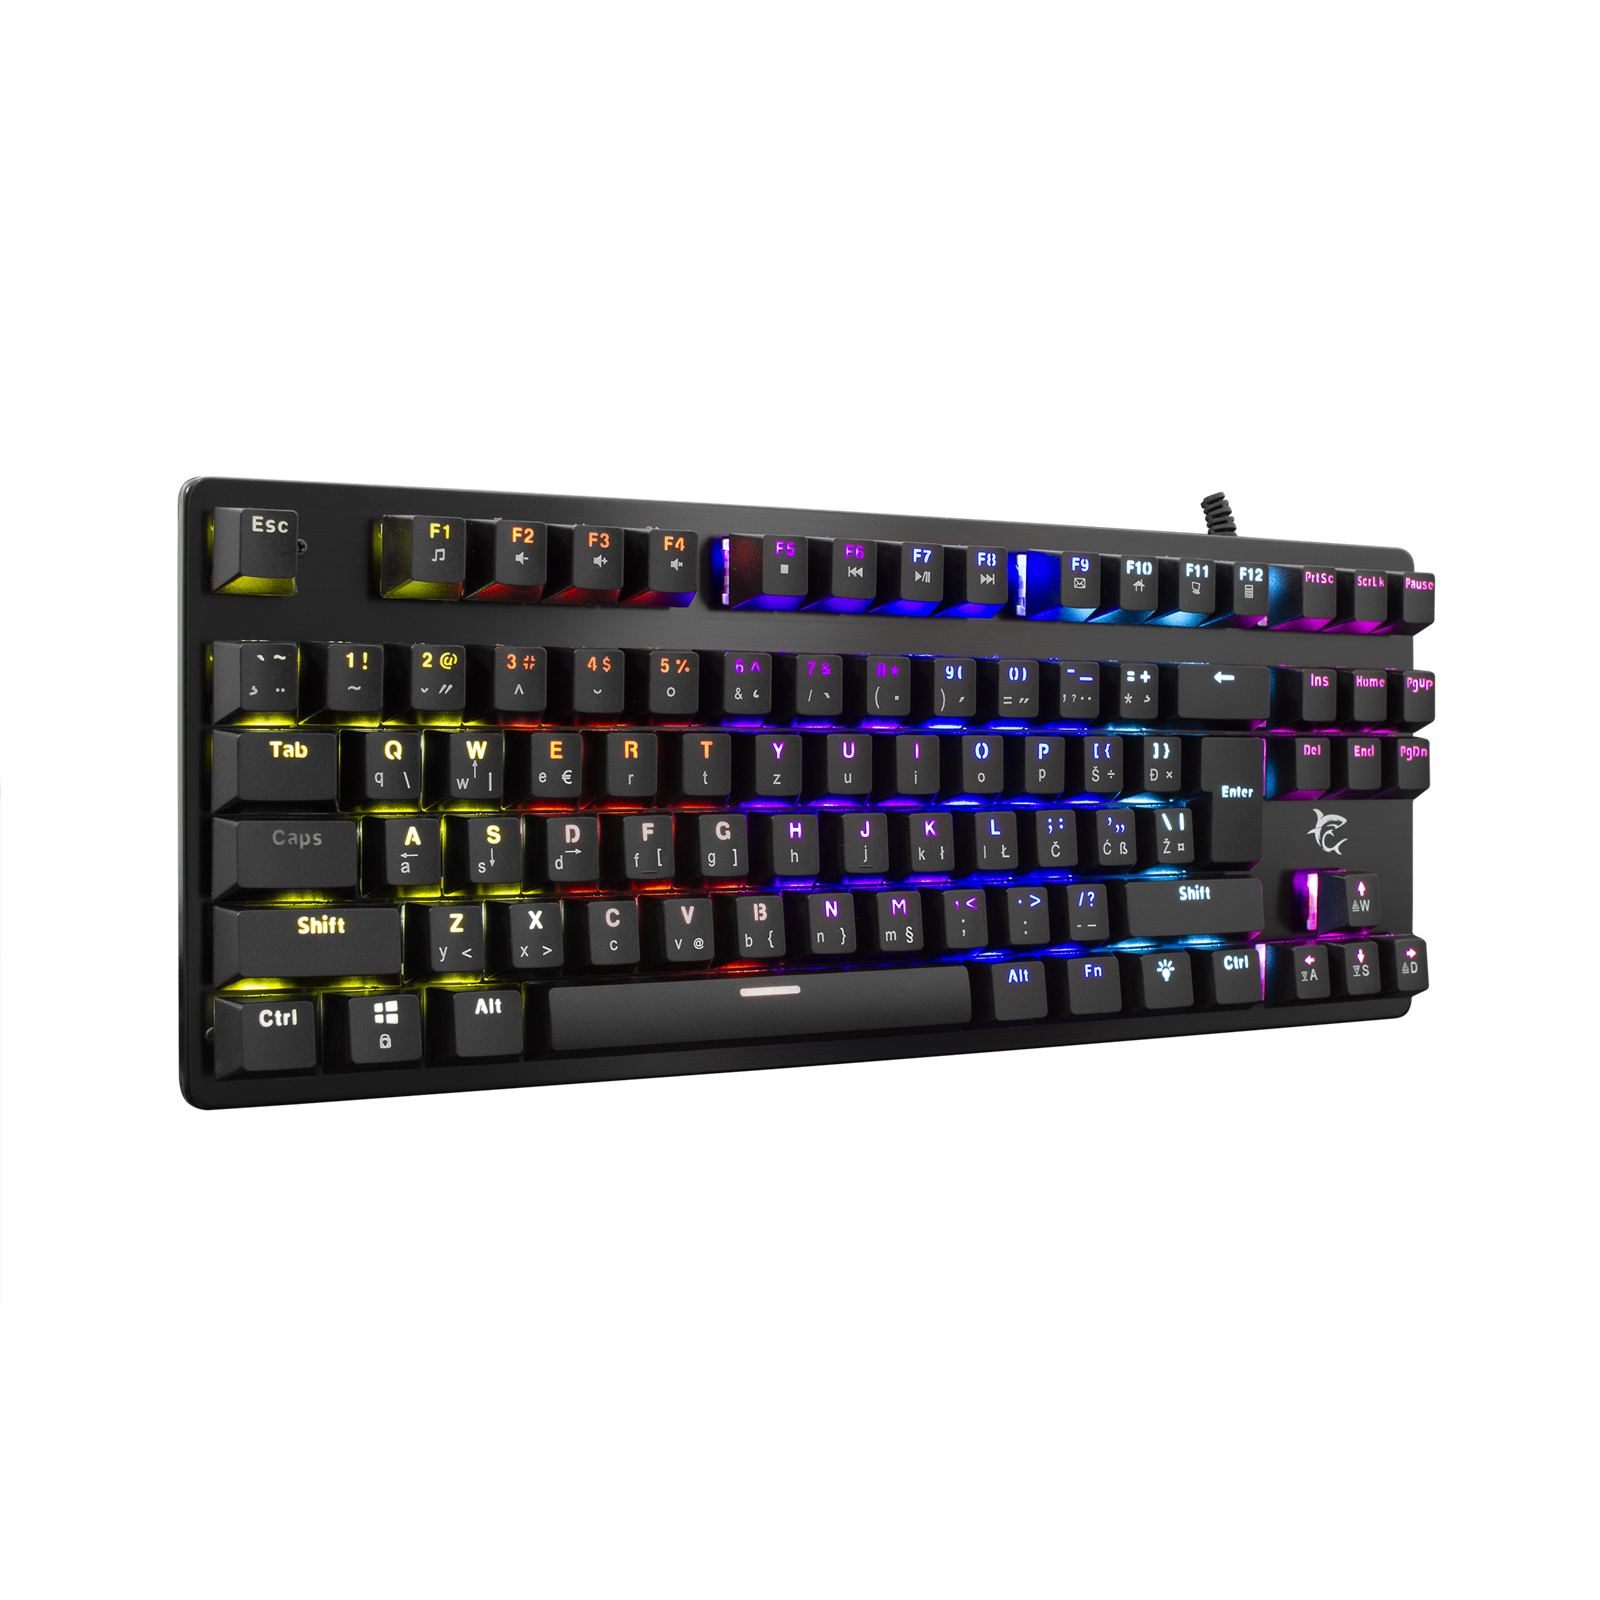 Esc F1 F2 F3 F4 F5 F6 F7 F8 F9 F10 F11 F12 PrtSc ScrLk Pause
` ~ 1 ! 2 @ 3 # 4 $ 5 % 6 ^ 7 & 8 * 9 ( 0 ) - _ = + ← Ins Home PgUp
¸ ¨ ~ ˇ ″ ^ ˘ ° & ‹ / ` ( · ) ´ = ˝ ' ? ¨ * ¸
Tab Q W E R T Y U I O P [ { ] } Enter Del End PgDn
q \ w | e € r t z u i o p Š ÷ Đ ×
Caps A S D F G H J K L ; : ' ,, \ |
a s d f [ g ] h j k ł l Ł Č Ć ß Ž ¤
Shift Z X C V B N M , < . > / ? Shift ↑
y < x > c v @ b { n } m § ; : - _ W
Ctrl Alt Alt Fn Ctrl ← ↓ →
A S D